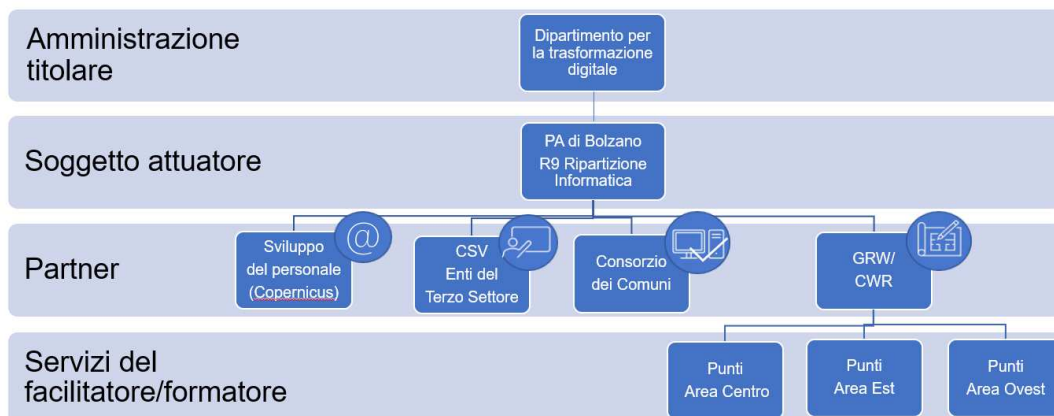 Amministrazione
titolare
Dipartimento per
la trasformazione
digitale
Soggetto attuatore
PA di Bolzano
R9 Ripartizione
Informatica
Partner
Sviluppo
del personale
(Copernicus)
@
CSV
Enti del
Terzo Settore
Consorzio
dei Comuni
GRW/
CWR
Servizi del
facilitatore/formatore
Punti
Area Centro
Punti
Area Est
Punti
Area Ovest